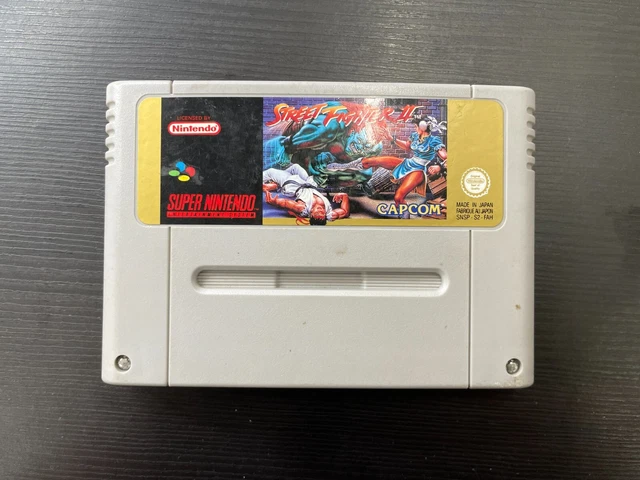 LICENSED BY
Nintendo
STREET FIGHTER II
SUPER NINTENDO
ENTERTAINMENT SYSTEM
CAPCOM
MADE IN JAPAN
FABRIQUÉ AU JAPON
SNSP-S2-FAH